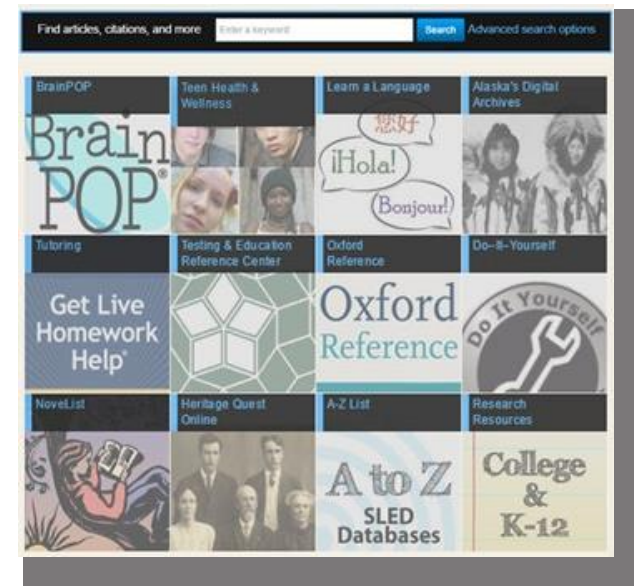 Find articles, citations, and more Enter a keyword Search Advanced search options
BrainPOP
Brain
POP®
Teen Health &
Wellness
Learn a Language
您好
¡Hola!
Bonjour!
Alaska's Digital
Archives
Tutoring
Get Live
Homework
Help®
Testing & Education
Reference Center
Oxford
Reference
Oxford
Reference
Do-It-Yourself
Do It Yourself
NoveList
Heritage Quest
Online
A-Z List
A to Z
SLED
Databases
Research
Resources
College
&
K-12